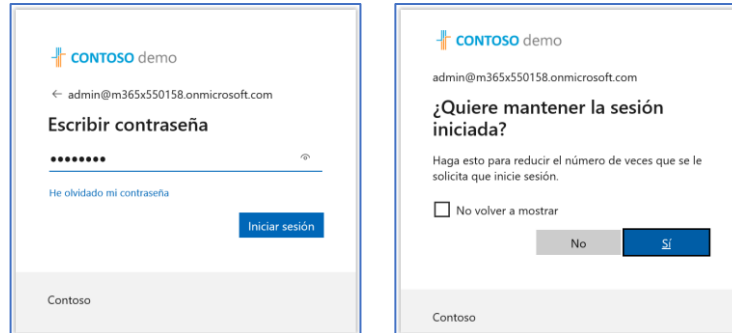 CONTOSO demo
← admin@m365x550158.onmicrosoft.com
Escribir contraseña
••••••••
He olvidado mi contraseña
Iniciar sesión
Contoso
CONTOSO demo
admin@m365x550158.onmicrosoft.com
¿Quiere mantener la sesión
iniciada?
Haga esto para reducir el número de veces que se le
solicita que inicie sesión.
No volver a mostrar
No
Sí
Contoso